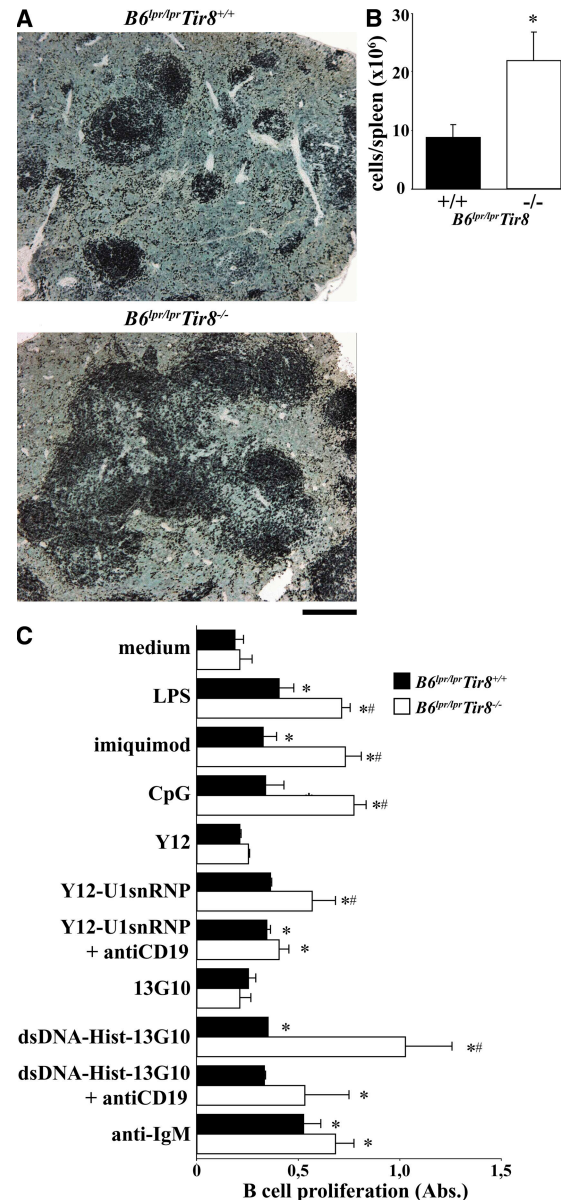 A
B6lpr/lprTir8+/+
B6lpr/lprTir8-/-
B
cells/spleen (x10⁶)
30
20
10
0
*
+/+
-/-
B6lpr/lprTir8
C
B6lpr/lprTir8+/+
B6lpr/lprTir8-/-
medium
LPS
*
*#
imiquimod
*
*#
CpG
*#
Y12
Y12-U1snRNP
*#
Y12-U1snRNP
+ antiCD19
*
*
13G10
dsDNA-Hist-13G10
*
*#
dsDNA-Hist-13G10
+ antiCD19
*
anti-IgM
*
*
0
0,5
1,0
1,5
B cell proliferation (Abs.)